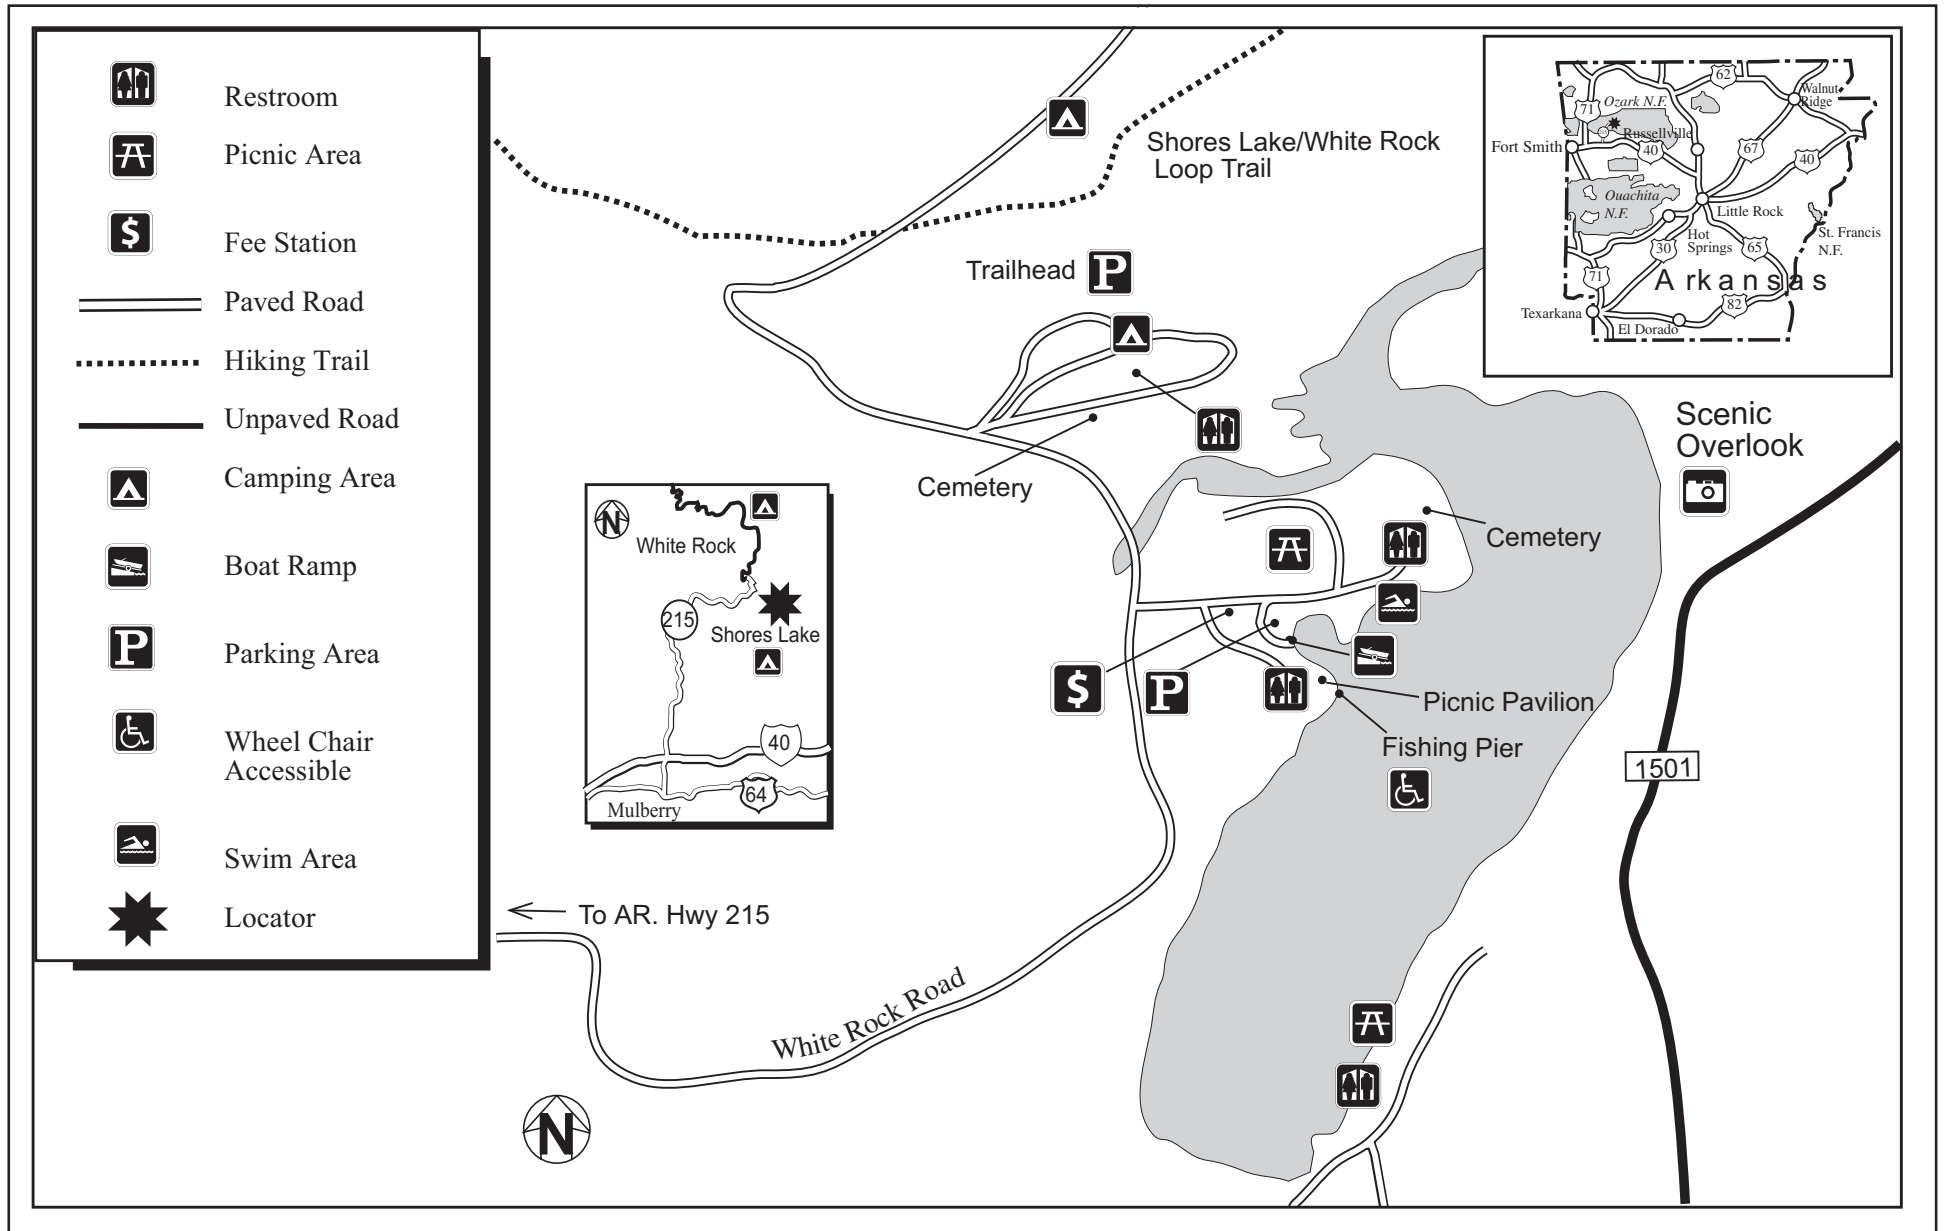 Restroom
Picnic Area
$
Fee Station
Paved Road
Hiking Trail
Unpaved Road
Camping Area
Boat Ramp
P
Parking Area
Wheel Chair
Accessible
Swim Area
Locator
Shores Lake/White Rock
Loop Trail
Trailhead
P
Cemetery
Cemetery
Scenic
Overlook
$
P
Picnic Pavilion
Fishing Pier
1501
To AR. Hwy 215
White Rock Road
N
N
White Rock
215
Shores Lake
40
64
Mulberry
62
Walnut
Ridge
71
Ozark N.F.
215
Russellville
Fort Smith
40
67
40
Ouachita
N.F.
Little Rock
Hot
Springs
30
65
St. Francis
N.F.
71
Arkansas
82
Texarkana
El Dorado